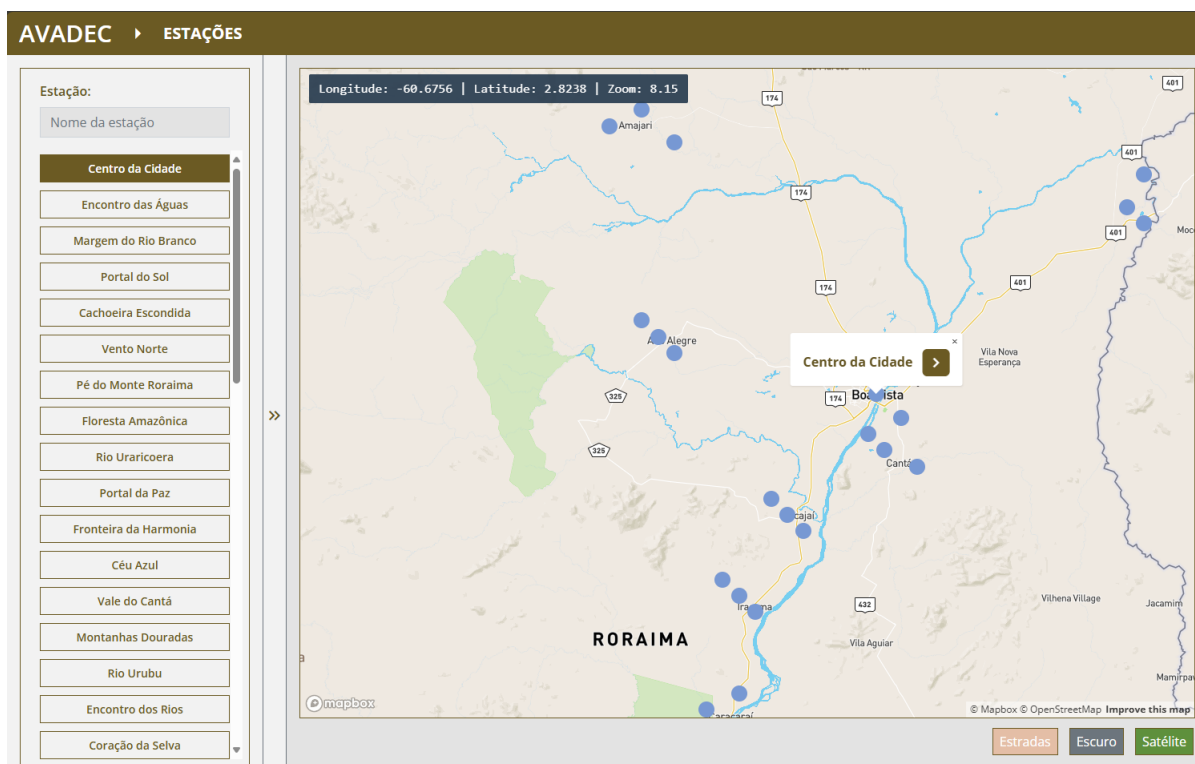 AVADEC
ESTAÇÕES
Estação:
Nome da estação
Centro da Cidade
Encontro das Águas
Margem do Rio Branco
Portal do Sol
Cachoeira Escondida
Vento Norte
Pé do Monte Roraima
Floresta Amazônica
Rio Uraricoera
Portal da Paz
Fronteira da Harmonia
Céu Azul
Vale do Cantá
Montanhas Douradas
Rio Urubu
Encontro dos Rios
Coração da Selva
»
Longitude: -60.6756 | Latitude: 2.8238 | Zoom: 8.15
174
401
Amajari
401
174
401
174
401
Alegre
Centro da Cidade
×
Vila Nova
Esperança
325
174
325
Cantá
432
Vilhena Village
Jacamim
RORAIMA
Vila Aguiar
mapbox
© Mapbox © OpenStreetMap Improve this map
Estradas
Escuro
Satélite